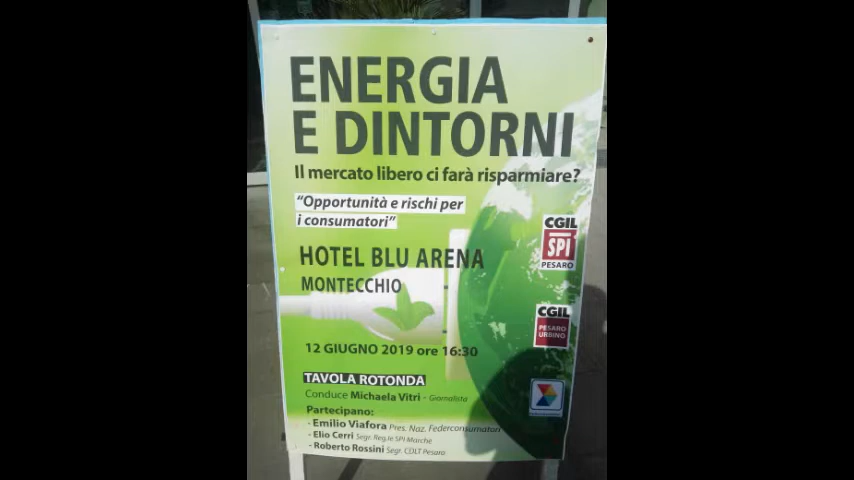 ENERGIA
E DINTORNI
Il mercato libero ci farà risparmiare?
"Opportunità e rischi per
i consumatori"
HOTEL BLU ARENA
MONTECCHIO
12 GIUGNO 2019 ore 16:30
TAVOLA ROTONDA
Conduce Michaela Vitri - Giornalista
Partecipano:
- Emilio Viafora Pres. Naz. Federconsumatori
- Elio Cerri Segr. Reg.le SPI Marche
- Roberto Rossini Segr. CDLT Pesaro
CGIL
SPI
PESARO
CGIL
PESARO
URBINO